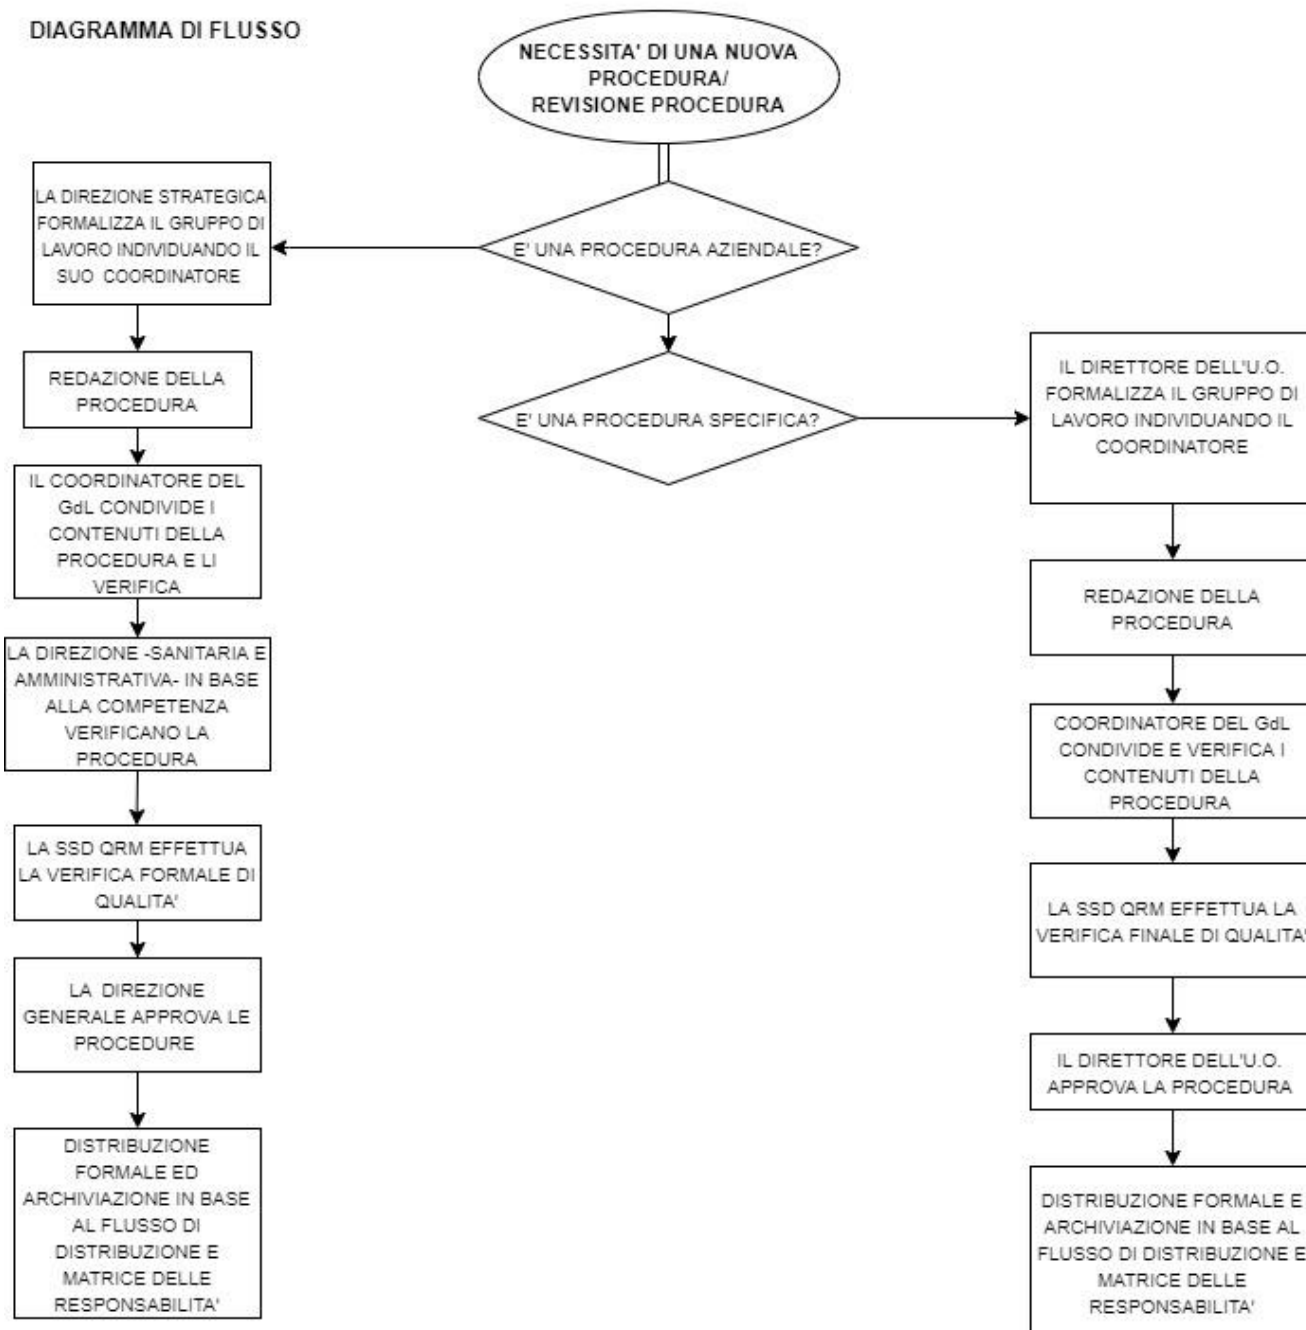 DIAGRAMMA DI FLUSSO
NECESSITA' DI UNA NUOVA
PROCEDURA/
REVISIONE PROCEDURA
E' UNA PROCEDURA AZIENDALE?
LA DIREZIONE STRATEGICA
FORMALIZZA IL GRUPPO DI
LAVORO INDIVIDUANDO IL
SUO COORDINATORE
REDAZIONE DELLA
PROCEDURA
IL COORDINATORE DEL
GdL CONDIVIDE I
CONTENUTI DELLA
PROCEDURA E LI
VERIFICA
LA DIREZIONE -SANITARIA E
AMMINISTRATIVA- IN BASE
ALLA COMPETENZA
VERIFICANO LA
PROCEDURA
LA SSD QRM EFFETTUA
LA VERIFICA FORMALE DI
QUALITA'
LA DIREZIONE
GENERALE APPROVA LE
PROCEDURE
DISTRIBUZIONE
FORMALE ED
ARCHIVIAZIONE IN BASE
AL FLUSSO DI
DISTRIBUZIONE E
MATRICE DELLE
RESPONSABILITA'
E' UNA PROCEDURA SPECIFICA?
IL DIRETTORE DELL'U.O.
FORMALIZZA IL GRUPPO DI
LAVORO INDIVIDUANDO IL
COORDINATORE
REDAZIONE DELLA
PROCEDURA
COORDINATORE DEL GdL
CONDIVIDE E VERIFICA I
CONTENUTI DELLA
PROCEDURA
LA SSD QRM EFFETTUA LA
VERIFICA FINALE DI QUALITA'
IL DIRETTORE DELL'U.O.
APPROVA LA PROCEDURA
DISTRIBUZIONE FORMALE E
ARCHIVIAZIONE IN BASE AL
FLUSSO DI DISTRIBUZIONE E
MATRICE DELLE
RESPONSABILITA'